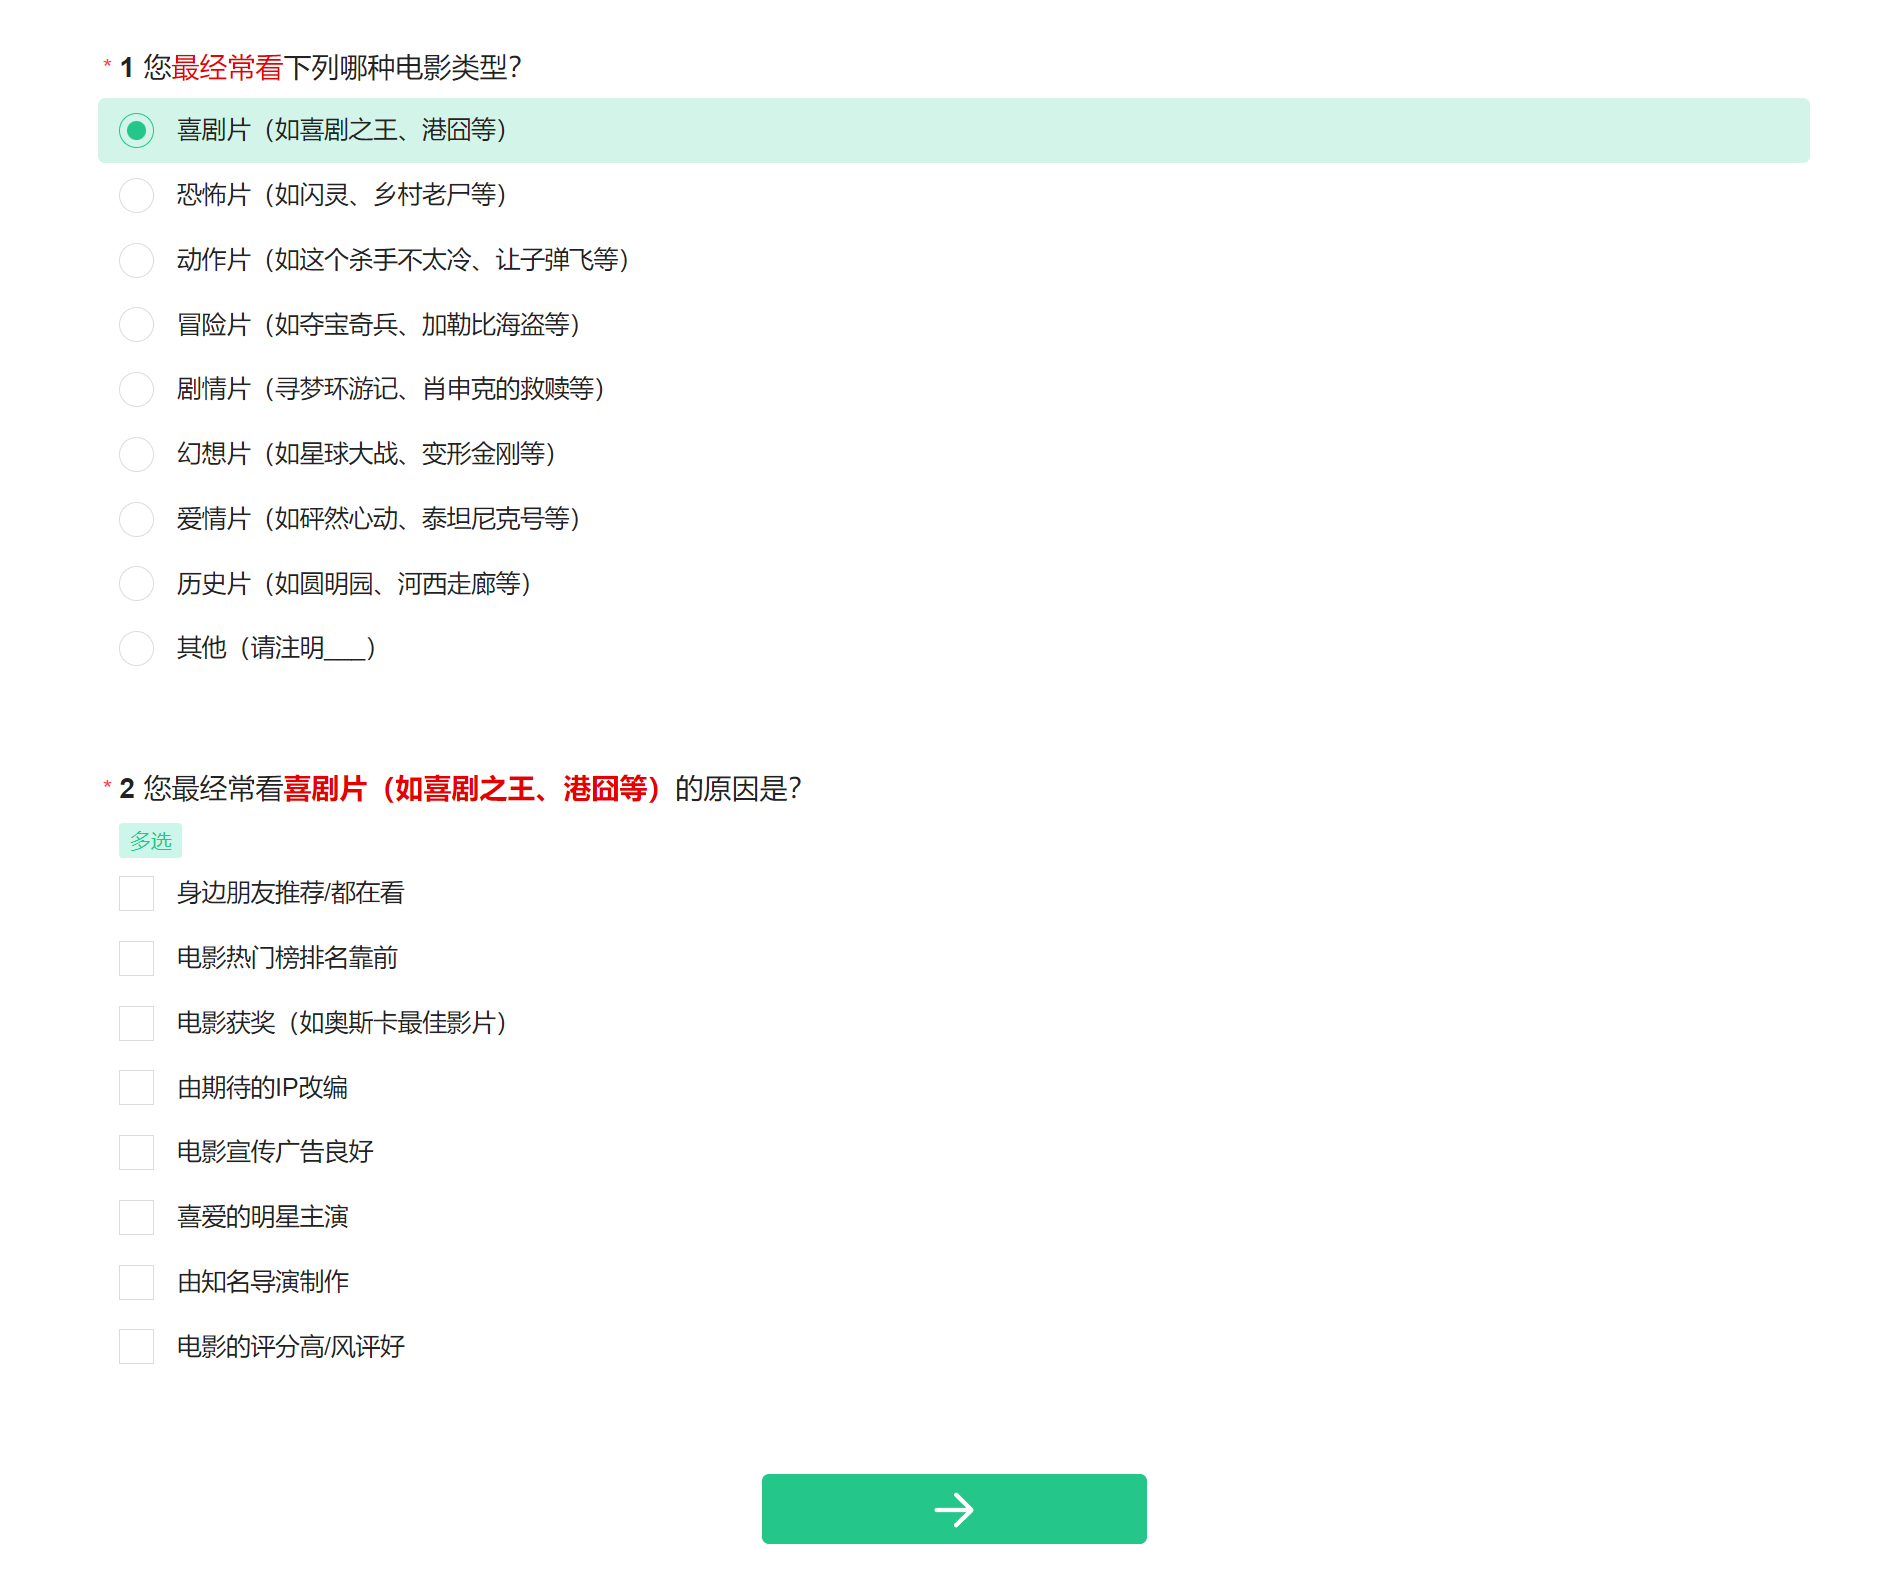 * 1 您最经常看下列哪种电影类型?
喜剧片（如喜剧之王、港囧等）
恐怖片（如闪灵、乡村老尸等）
动作片（如这个杀手不太冷、让子弹飞等）
冒险片（如夺宝奇兵、加勒比海盗等）
剧情片（寻梦环游记、肖申克的救赎等）
幻想片（如星球大战、变形金刚等）
爱情片（如砰然心动、泰坦尼克号等）
历史片（如圆明园、河西走廊等）
其他（请注明___）
* 2 您最经常看喜剧片（如喜剧之王、港囧等）的原因是?
多选
身边朋友推荐/都在看
电影热门榜排名靠前
电影获奖（如奥斯卡最佳影片）
由期待的IP改编
电影宣传广告良好
喜爱的明星主演
由知名导演制作
电影的评分高/风评好